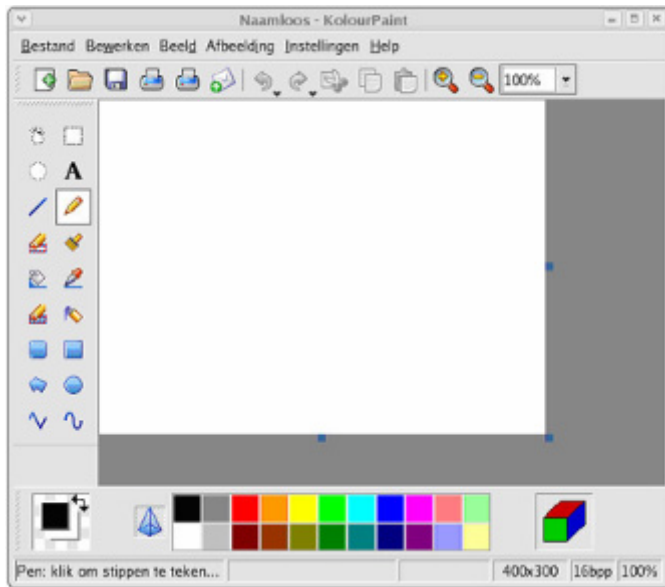 Naamloos - KolourPaint
Bestand Bewerken Beeld Afbeelding Instellingen Help
100%
A
Pen: klik om stippen te teken... 400x300 16bpp 100%